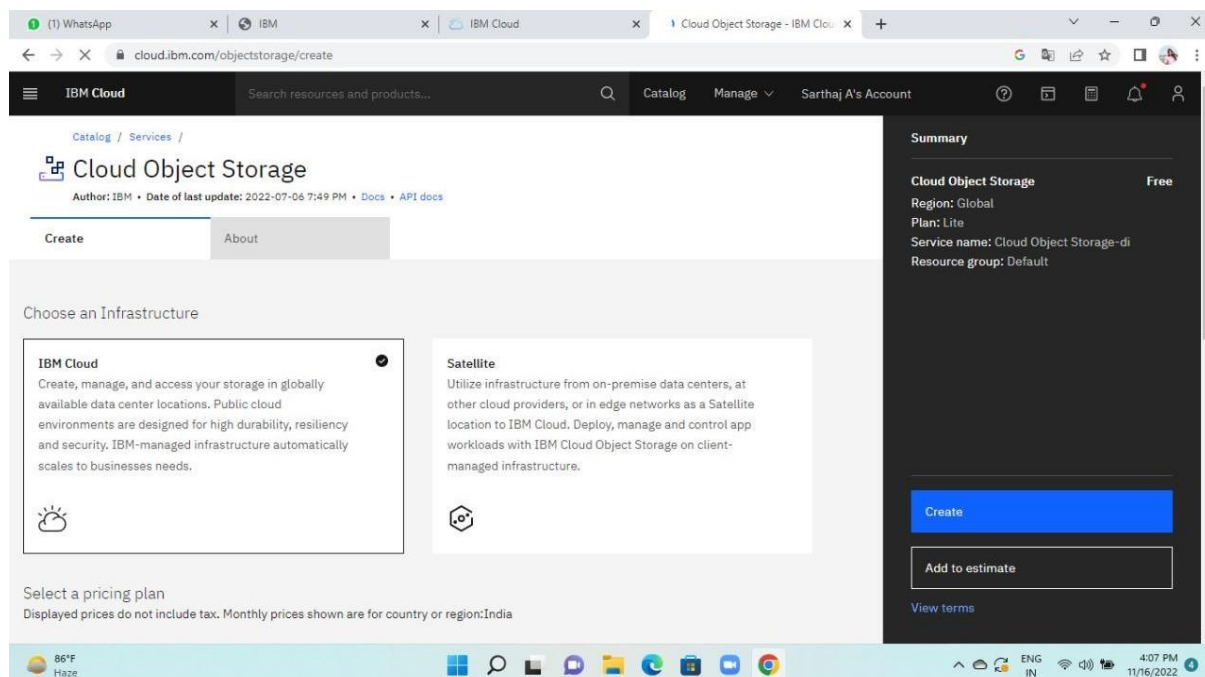 (1) WhatsApp
IBM
IBM Cloud
Cloud Object Storage - IBM Clou
cloud.ibm.com/objectstorage/create
IBM Cloud
Search resources and products...
Catalog
Manage
Sarthaj A's Account
Catalog / Services /
Cloud Object Storage
Author: IBM • Date of last update: 2022-07-06 7:49 PM • Docs • API docs
Create
About
Choose an Infrastructure
IBM Cloud
Create, manage, and access your storage in globally
available data center locations. Public cloud
environments are designed for high durability, resiliency
and security. IBM-managed infrastructure automatically
scales to businesses needs.
Satellite
Utilize infrastructure from on-premise data centers, at
other cloud providers, or in edge networks as a Satellite
location to IBM Cloud. Deploy, manage and control app
workloads with IBM Cloud Object Storage on client-
managed infrastructure.
Select a pricing plan
Displayed prices do not include tax. Monthly prices shown are for country or region:India
Summary
Cloud Object Storage Free
Region: Global
Plan: Lite
Service name: Cloud Object Storage-di
Resource group: Default
Create
Add to estimate
View terms
86°F
Haze
ENG
IN
4:07 PM
11/16/2022
4